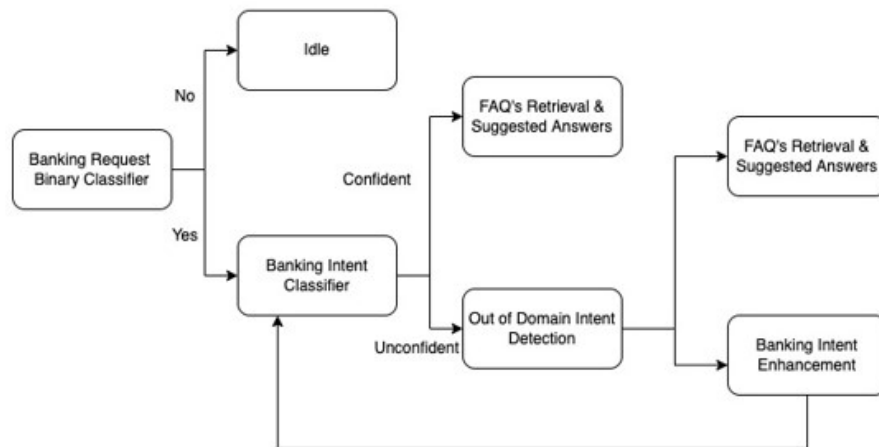 Idle
No
FAQ's Retrieval &
Suggested Answers
FAQ's Retrieval &
Suggested Answers
Banking Request
Binary Classifier
Confident
Yes
Banking Intent
Classifier
Out of Domain Intent
Detection
Unconfident
Banking Intent
Enhancement